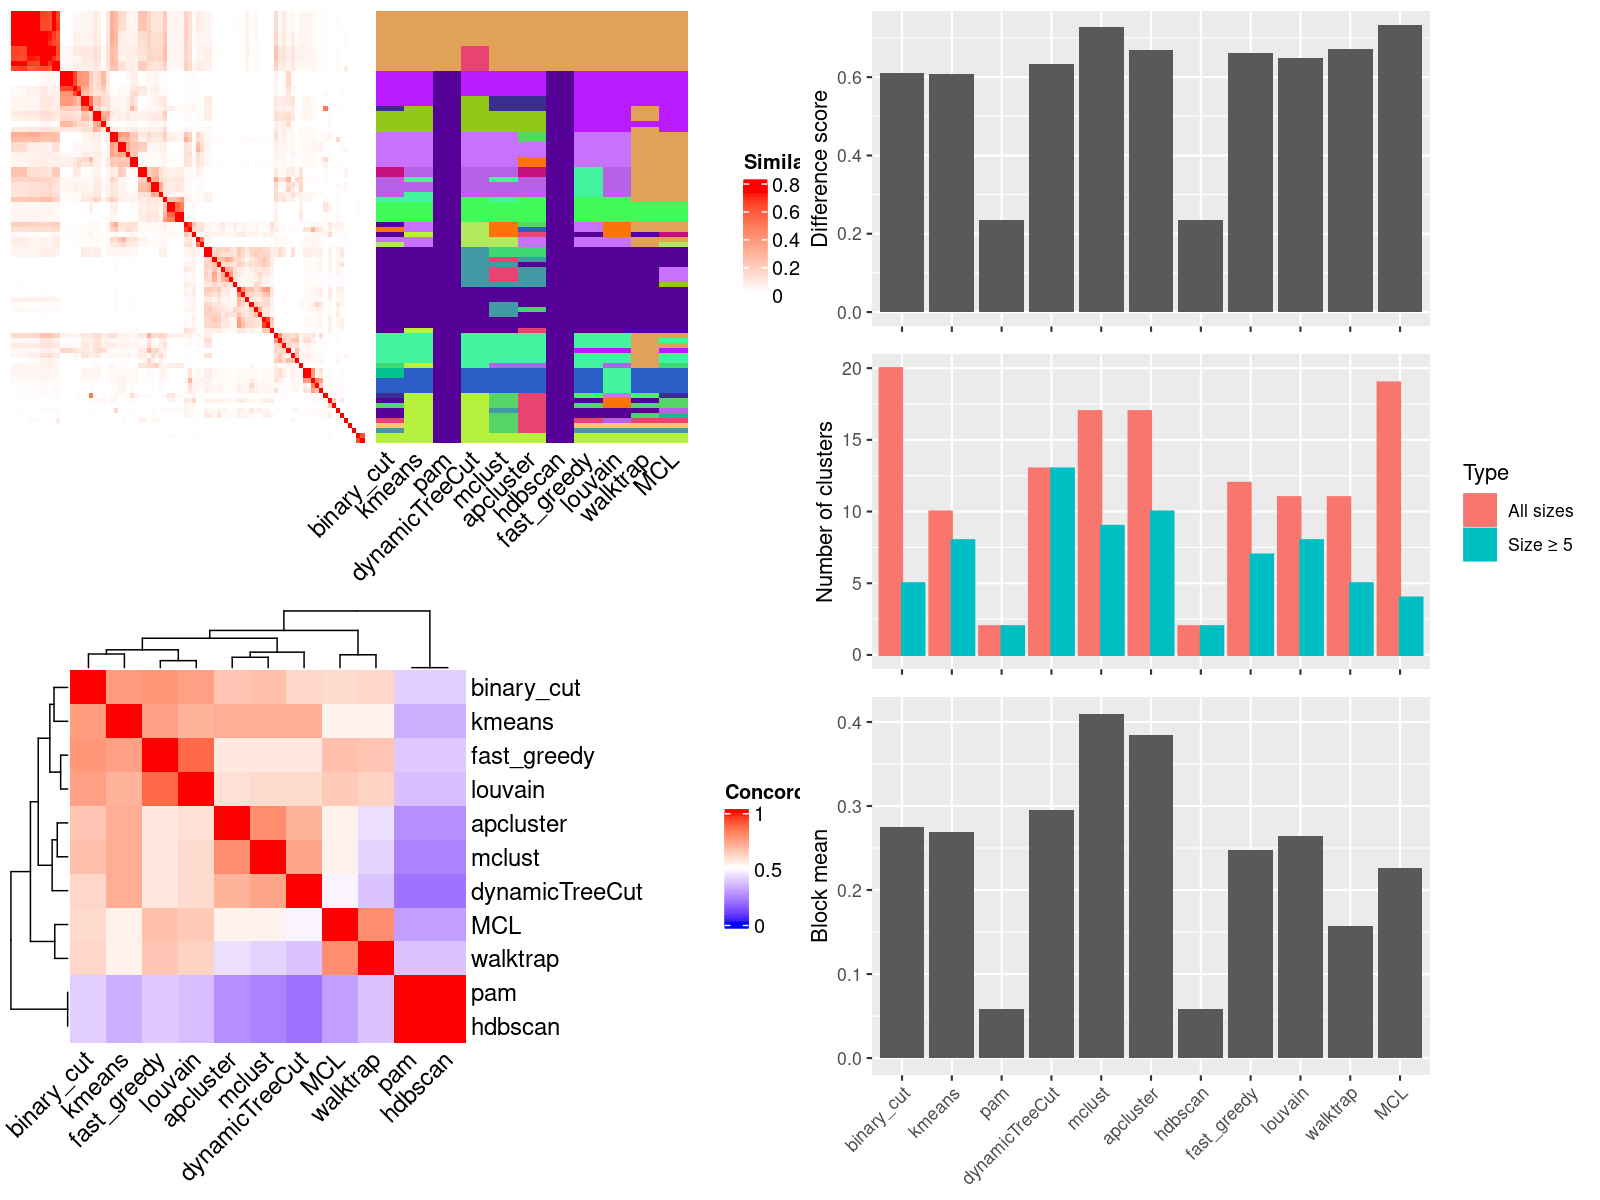 Simila
0.8
0.6
0.4
0.2
0
binary_cut
kmeans
pam
dynamicTreeCut
mclust
apcluster
hdbscan
fast_greedy
louvain
walktrap
MCL
binary_cut
kmeans
fast_greedy
louvain
apcluster
mclust
dynamicTreeCut
MCL
walktrap
pam
hdbscan
binary_cut
kmeans
fast_greedy
louvain
apcluster
mclust
dynamicTreeCut
MCL
walktrap
pam
hdbscan
Concord
1
0.5
0
Difference score
0.6
0.4
0.2
0.0
Number of clusters
20
15
10
5
0
Type
All sizes
Size ≥ 5
Block mean
0.4
0.3
0.2
0.1
0.0
binary_cut
kmeans
pam
dynamicTreeCut
mclust
apcluster
hdbscan
fast_greedy
louvain
walktrap
MCL